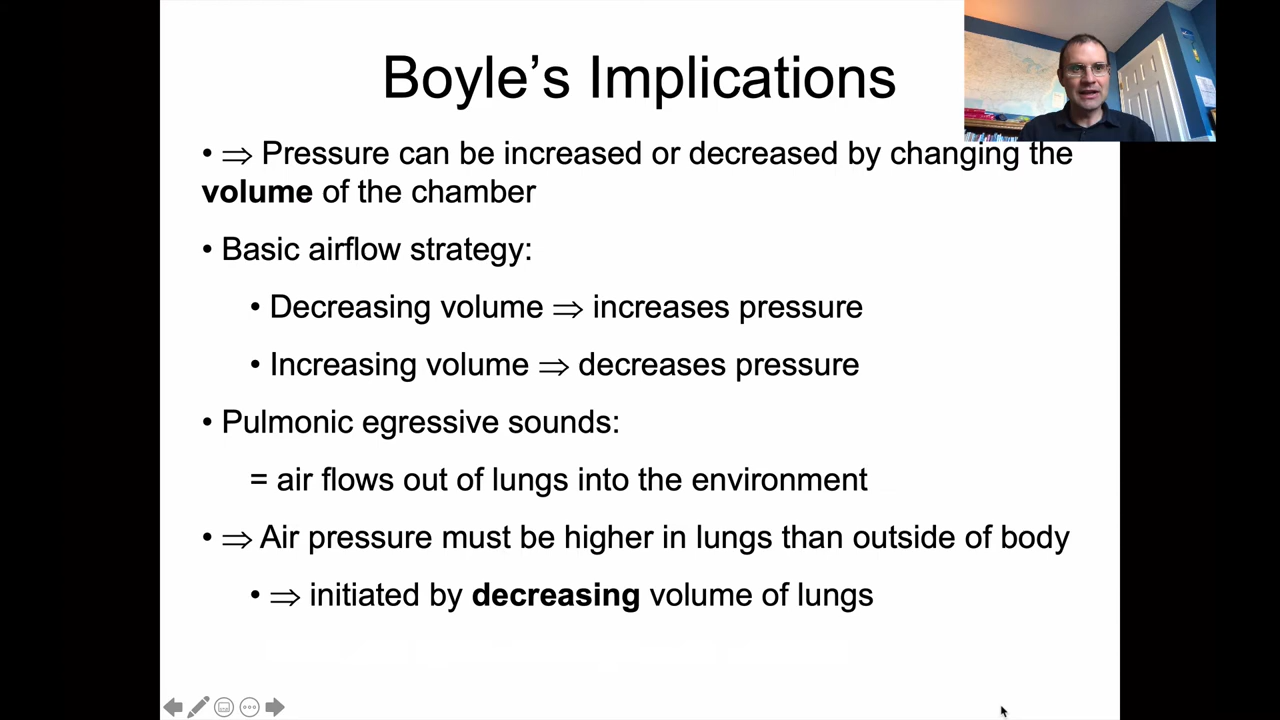 Boyle’s Implications
• ⇒ Pressure can be increased or decreased by changing the
volume of the chamber
• Basic airflow strategy:
• Decreasing volume ⇒ increases pressure
• Increasing volume ⇒ decreases pressure
• Pulmonic egressive sounds:
= air flows out of lungs into the environment
• ⇒ Air pressure must be higher in lungs than outside of body
• ⇒ initiated by decreasing volume of lungs